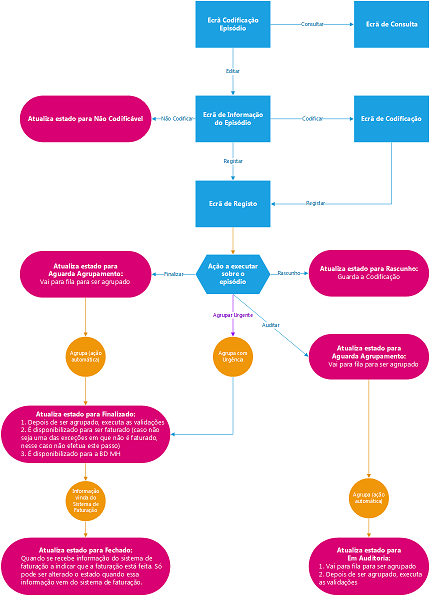 Ecrã Codificação
Episódio
Consultar
Ecrã de Consulta
Editar
Atualiza estado para Não Codificável
Não Codificar
Ecrã de Informação
do Episódio
Codificar
Ecrã de Codificação
Registar
Ecrã de Registo
Registar
Atualiza estado para
Aguarda Agrupamento:
Vai para fila para ser agrupado
Finalizar
Ação a executar
sobre o
episódio
Rascunho
Atualiza estado para Rascunho:
Guarda a Codificação
Agrupar Urgente
Auditar
Agrupa (ação
automática)
Agrupa com
Urgência
Atualiza estado para
Aguarda Agrupamento:
Vai para fila para ser agrupado
Atualiza estado para Finalizado:
1. Depois de ser agrupado, executa as validações
2. É disponibilizado para ser faturado (caso não
seja uma das exceções em que não é faturado,
nesse caso não efetua este passo)
3. É disponibilizado para a BD MH
Informação
vinda do
Sistema de
Faturação
Agrupa (ação
automática)
Atualiza estado para Fechado:
Quando se recebe informação do sistema de
faturação a indicar que a faturação está feita. Só
pode ser alterado o estado quando essa
informação vem do sistema de faturação.
Atualiza estado para
Em Auditoria:
1. Vai para fila para ser agrupado
2. Depois de ser agrupado, executa
as validações